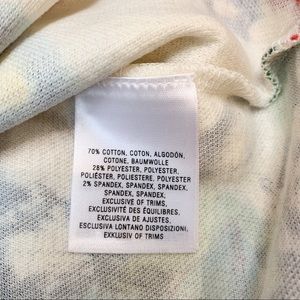 70% COTTON, COTON, ALGODÓN,
COTONE, BAUMWOLLE
28% POLYESTER, POLYESTER,
POLIÉSTER, POLIESTERE, POLYESTER
2% SPANDEX, SPANDEX, SPANDEX,
SPANDEX, SPANDEX;
EXCLUSIVE OF TRIMS,
EXCLUSIVITÉ DES ÉQUILIBRES,
EXCLUSIVA DE AJUSTES,
ESCLUSIVA LONTANO DISPOSIZIONI,
EXKLUSIV OF TRIMS